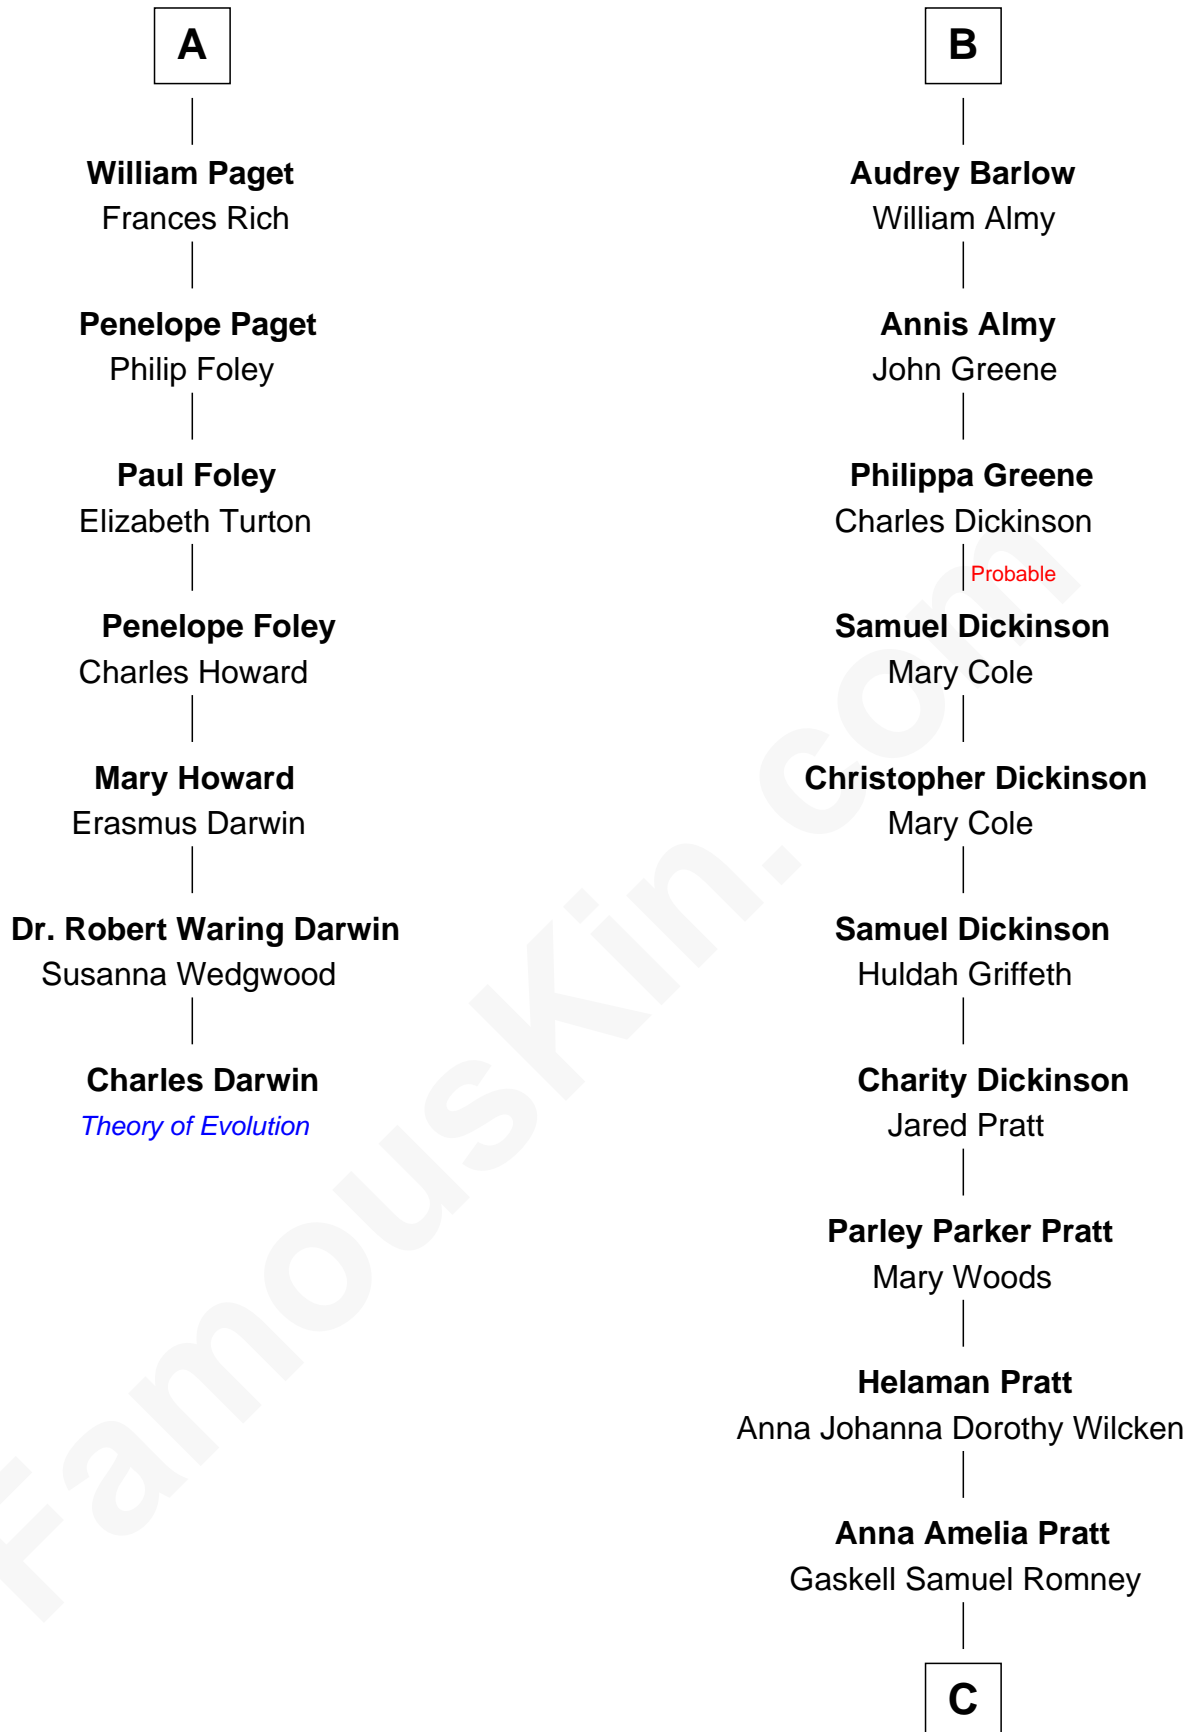 A
William Paget
Frances Rich
Penelope Paget
Philip Foley
Paul Foley
Elizabeth Turton
Penelope Foley
Charles Howard
Mary Howard
Erasmus Darwin
Dr. Robert Waring Darwin
Susanna Wedgwood
Charles Darwin
Theory of Evolution
B
Audrey Barlow
William Almy
Annis Almy
John Greene
Philippa Greene
Charles Dickinson
Probable
Samuel Dickinson
Mary Cole
Christopher Dickinson
Mary Cole
Samuel Dickinson
Huldah Griffeth
Charity Dickinson
Jared Pratt
Parley Parker Pratt
Mary Woods
Helaman Pratt
Anna Johanna Dorothy Wilcken
Anna Amelia Pratt
Gaskell Samuel Romney
C
FamousKin.com